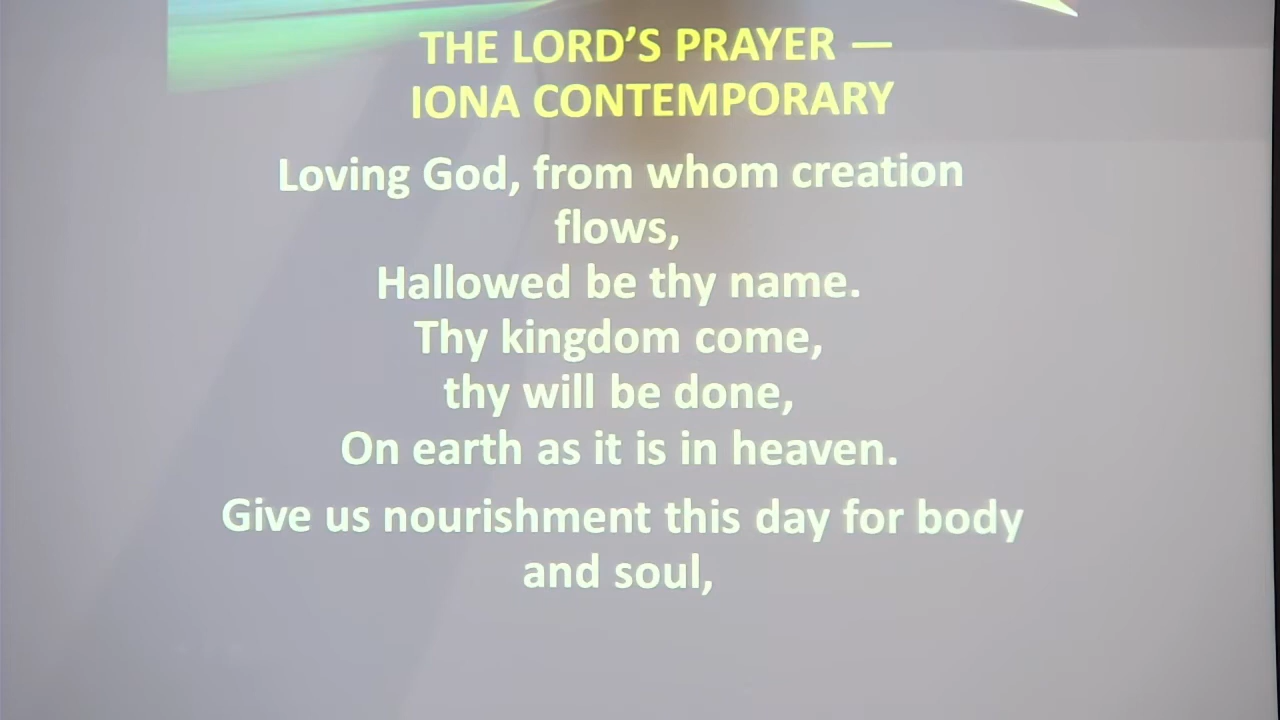 THE LORD’S PRAYER —
IONA CONTEMPORARY
Loving God, from whom creation
flows,
Hallowed be thy name.
Thy kingdom come,
thy will be done,
On earth as it is in heaven.
Give us nourishment this day for body
and soul,